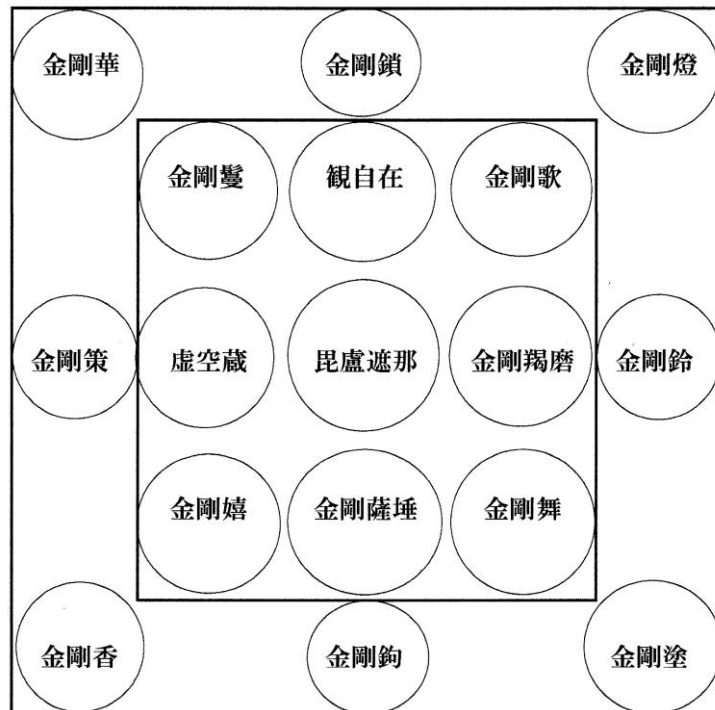 金剛華
金剛鎖
金剛燈
金剛鬘
観自在
金剛歌
金剛策
虚空蔵
毘盧遮那
金剛羯磨
金剛鈴
金剛嬉
金剛薩埵
金剛舞
金剛香
金剛鉤
金剛塗